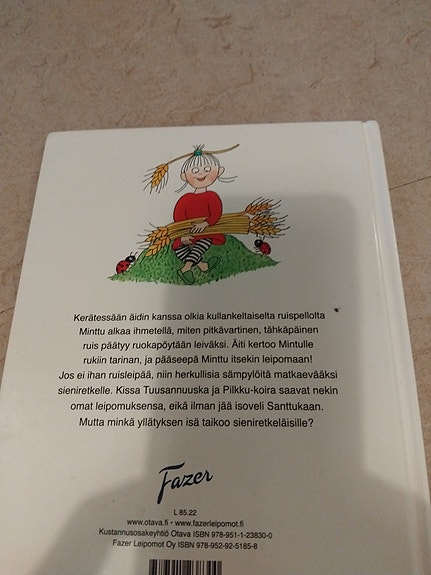 Kerätessään äidin kanssa olkia kullankeltaiselta ruispellolta
Minttu alkaa ihmetellä, miten pitkävartinen, tähkäpäinen
ruis päätyy ruokapöytään leiväksi. Äiti kertoo Mintulle
rukiin tarinan, ja pääseepä Minttu itsekin leipomaan!
Jos ei ihan ruisleipää, niin herkullisia sämpylöitä matkaevääksi
sieniretkelle. Kissa Tuusannuuska ja Pilkku-koira saavat nekin
omat leipomuksensa, eikä ilman jää isoveli Santtukaan.
Mutta minkä yllätyksen isä taikoo sieniretkeläisille?
Fazer
L 85.22
www.otava.fi • www.fazerleipomot.fi
Kustannusosakeyhtiö Otava ISBN 978-951-1-23830-0
Fazer Leipomot Oy ISBN 978-952-92-5185-8